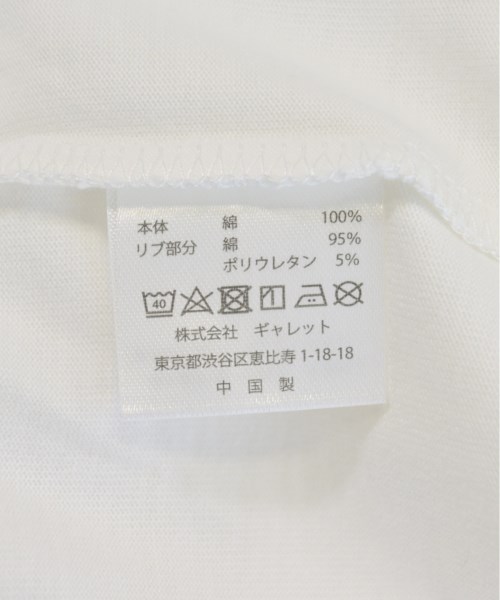 本体 綿 100%
リブ部分 綿 95%
ポリウレタン 5%
40
株式会社 ギャレット
東京都渋谷区恵比寿 1-18-18
中国製